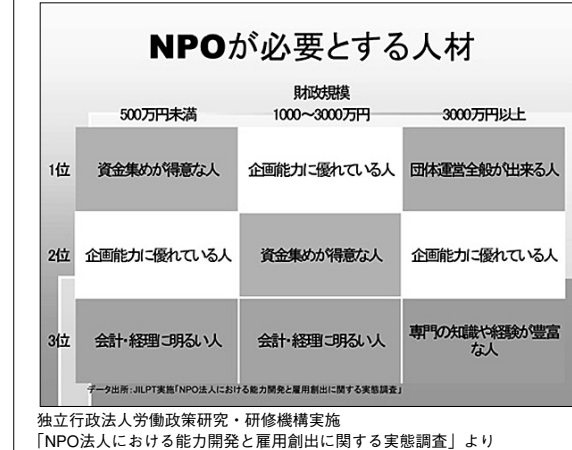 NPOが必要とする人材
財政規模
500万円未満 1000～3000万円 3000万円以上
1位 資金集めが得意な人 企画能力に優れている人 団体運営全般が出来る人
2位 企画能力に優れている人 資金集めが得意な人 企画能力に優れている人
3位 会計・経理に明るい人 会計・経理に明るい人 専門の知識や経験が豊富
な人
データ出所：JILPT実施「NPO法人における能力開発と雇用創出に関する実態調査」
独立行政法人労働政策研究・研修機構実施
「NPO法人における能力開発と雇用創出に関する実態調査」より